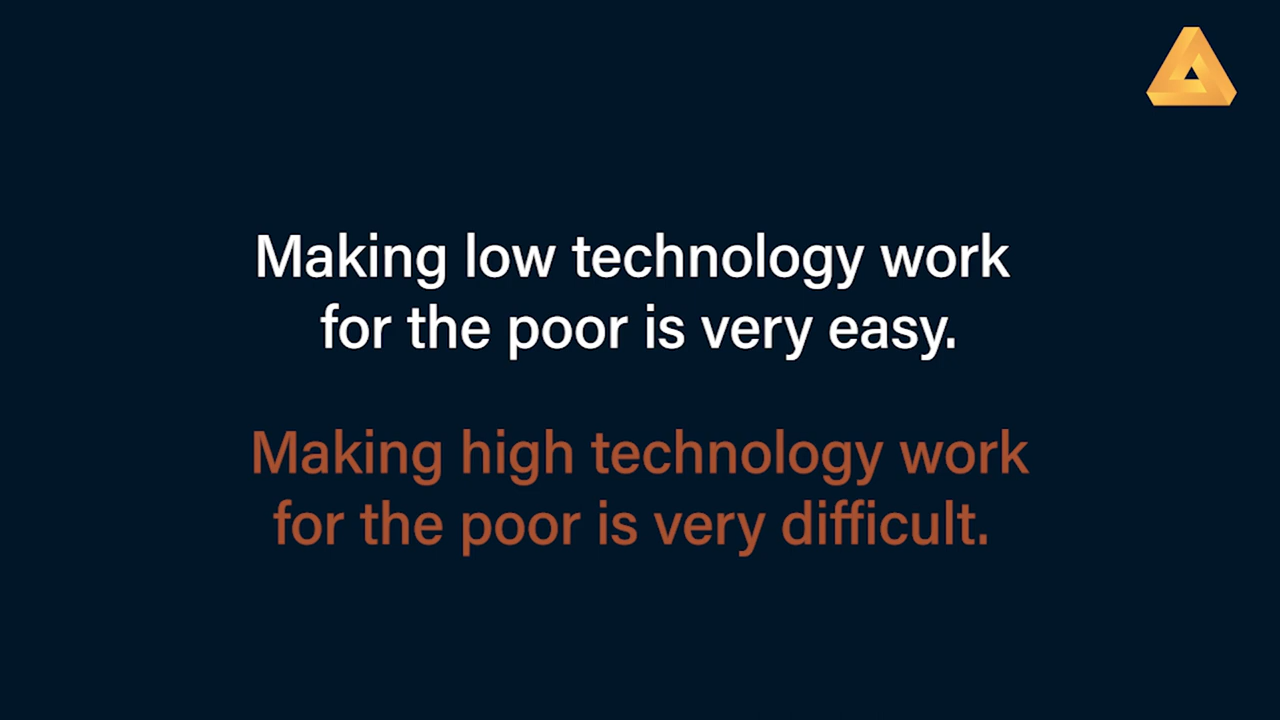 Making low technology work
for the poor is very easy.
Making high technology work
for the poor is very difficult.